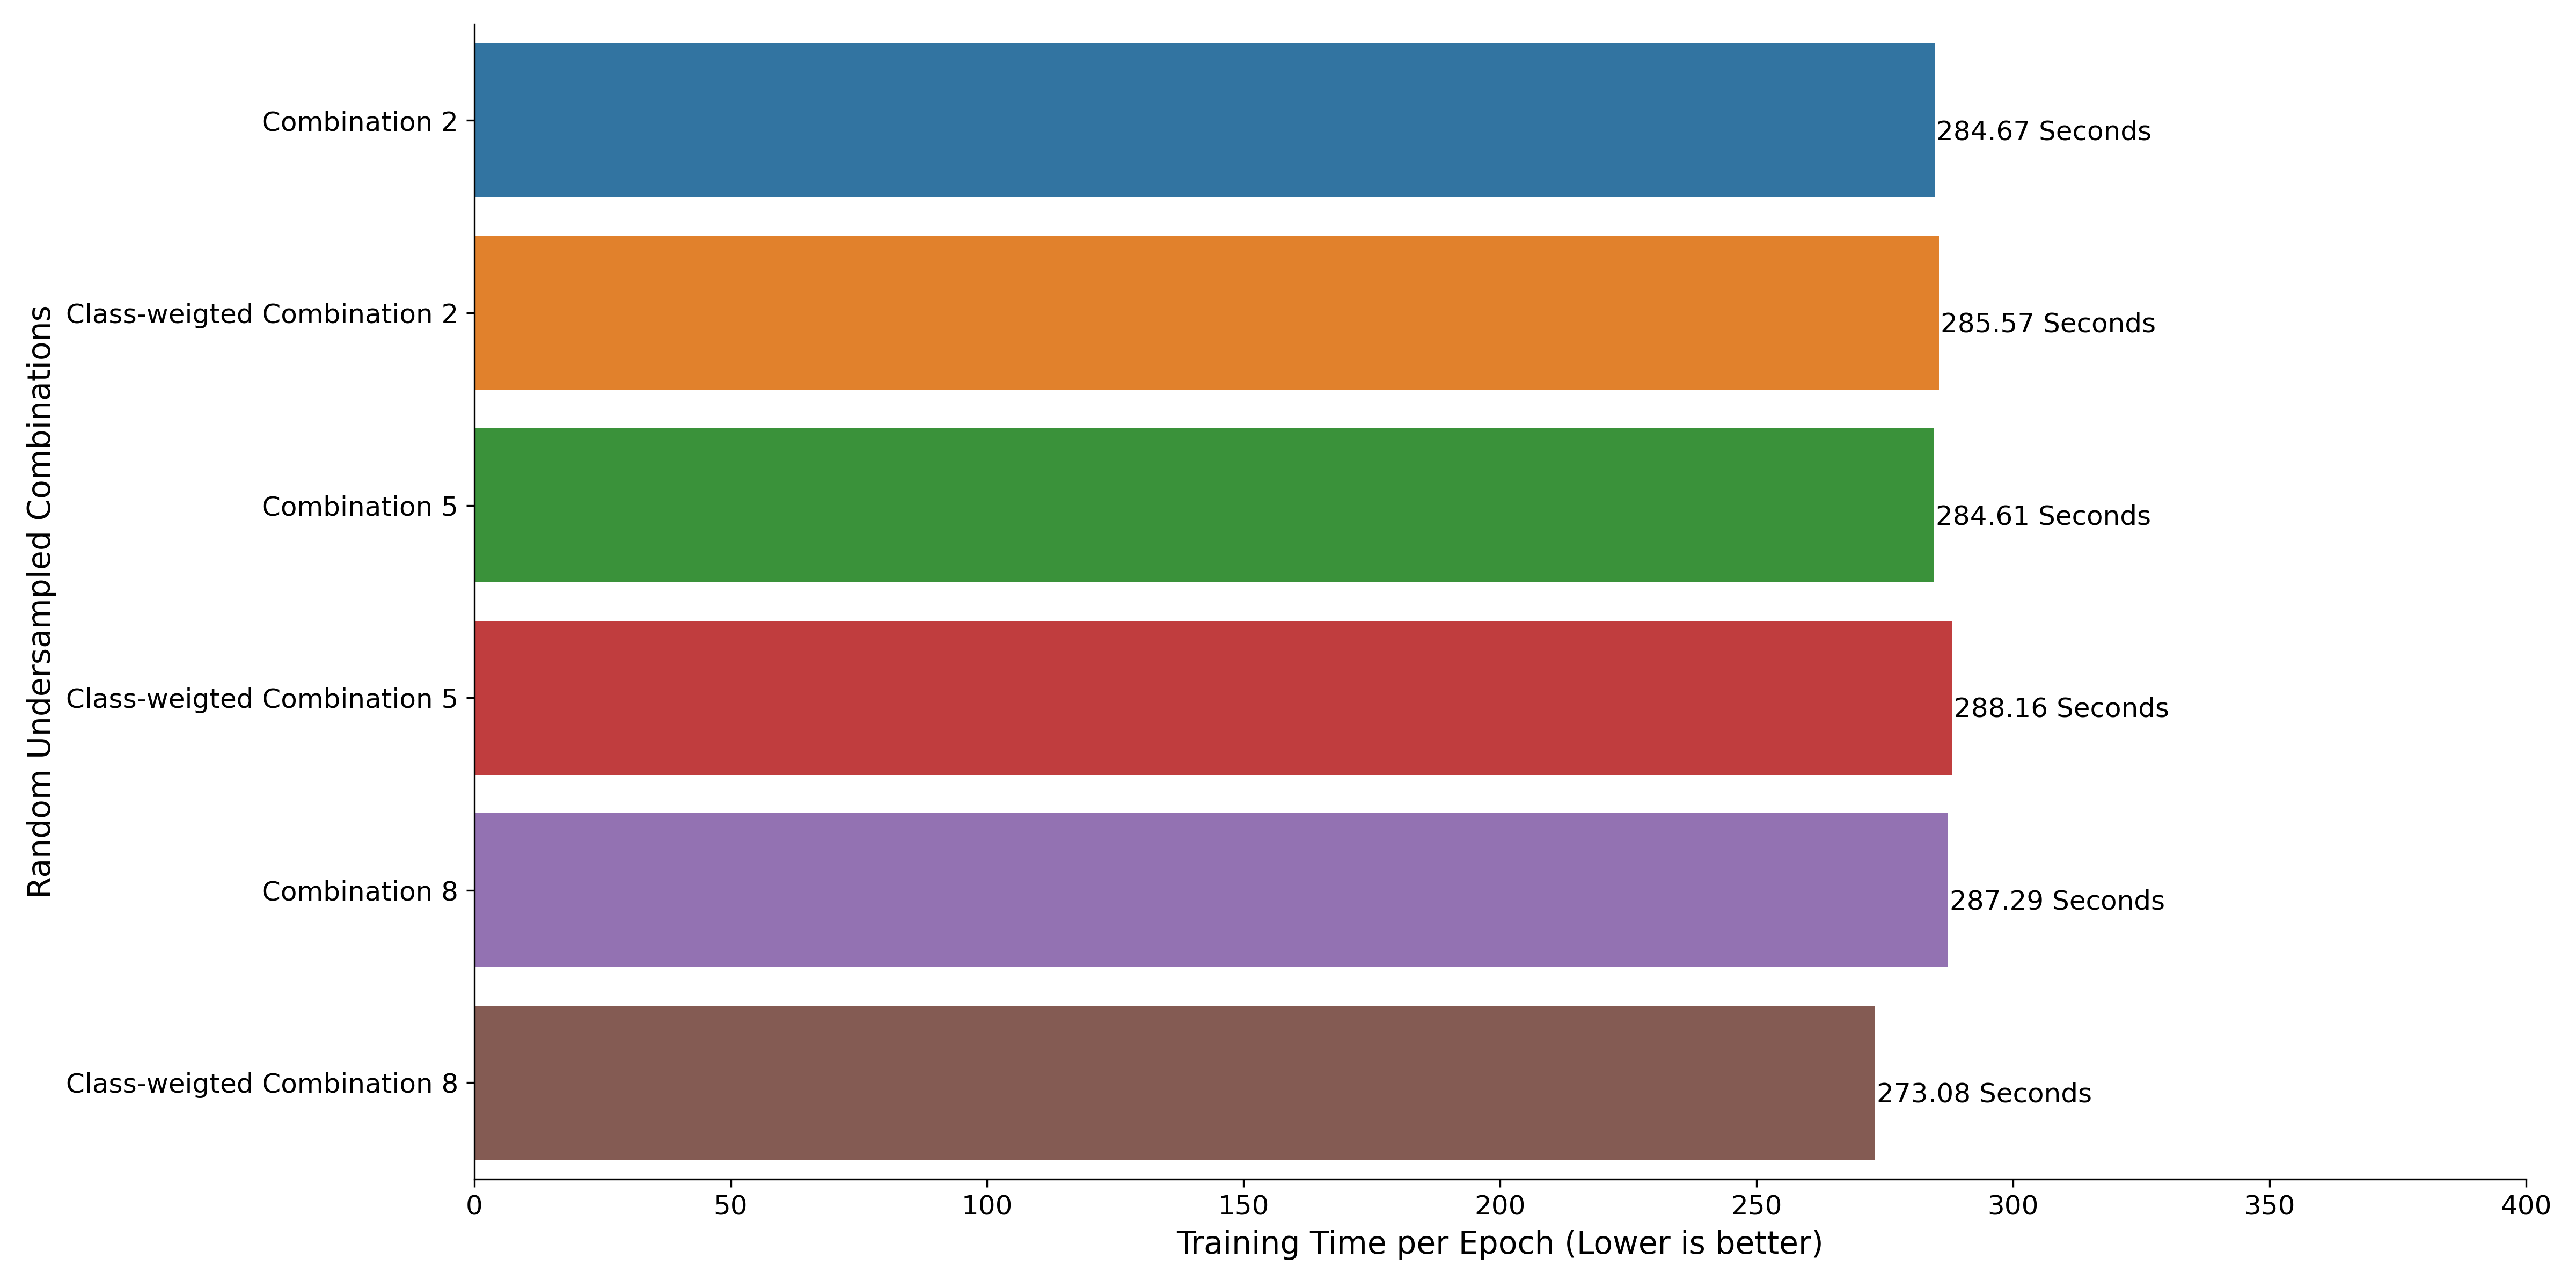 Random Undersampled Combinations
Combination 2
284.67 Seconds
Class-weigted Combination 2
285.57 Seconds
Combination 5
284.61 Seconds
Class-weigted Combination 5
288.16 Seconds
Combination 8
287.29 Seconds
Class-weigted Combination 8
273.08 Seconds
0 50 100 150 200 250 300 350 400
Training Time per Epoch (Lower is better)